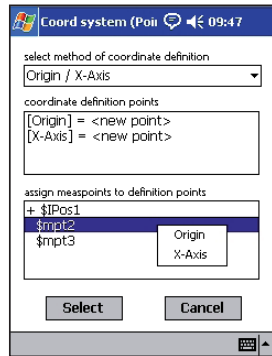 Coord system (Poi 09:47
select method of coordinate definition
Origin / X-Axis
coordinate definition points
[Origin] = <new point>
[X-Axis] = <new point>
assign measpoints to definition points
+ $IPos1
$mpt2
$mpt3
Origin
X-Axis
Select Cancel